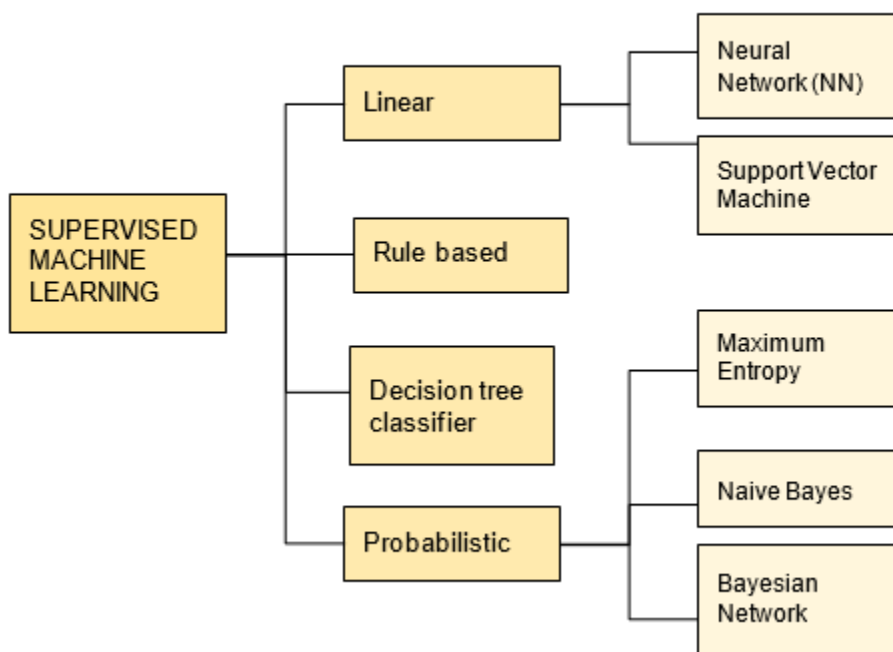 SUPERVISED
MACHINE
LEARNING
Linear
Rule based
Decision tree
classifier
Probabilistic
Neural
Network (NN)
Support Vector
Machine
Maximum
Entropy
Naive Bayes
Bayesian
Network